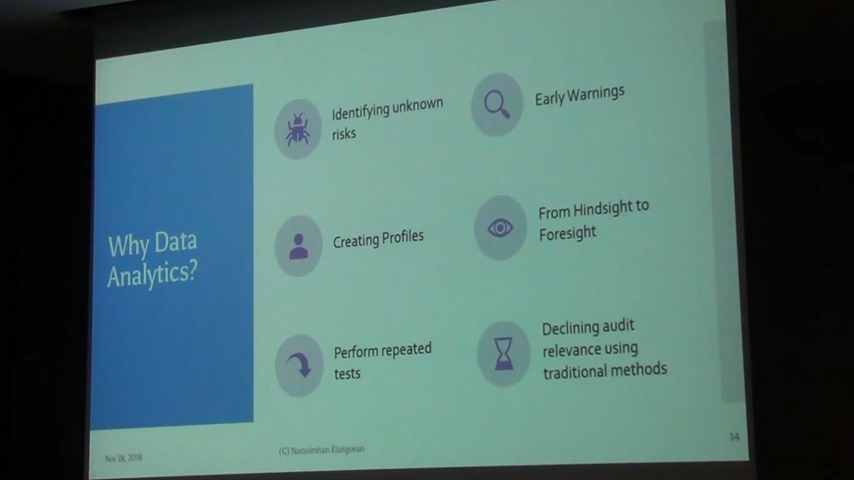 Why Data
Analytics?
Identifying unknown
risks
Early Warnings
Creating Profiles
From Hindsight to
Foresight
Perform repeated
tests
Declining audit
relevance using
traditional methods
Nov 28, 2018
(C) Narasimhan Elangovan
14